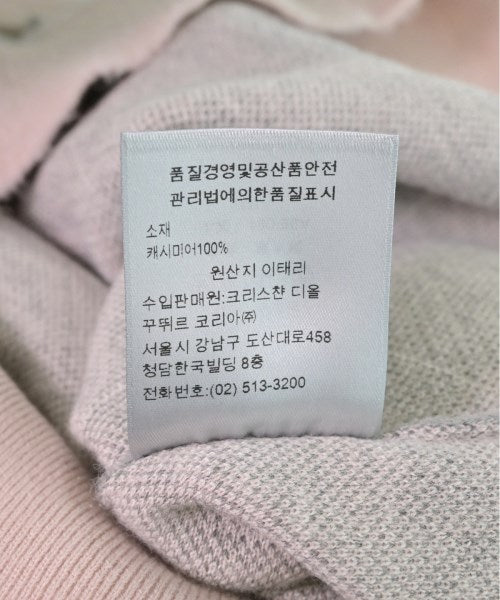 품질경영및공산품안전
관리법에의한품질표시
소재
캐시미어100%
원산지 이태리
수입판매원:크리스챤 디올
꾸뛰르 코리아㈜
서울시 강남구 도산대로458
청담한국빌딩 8층
전화번호:(02) 513-3200